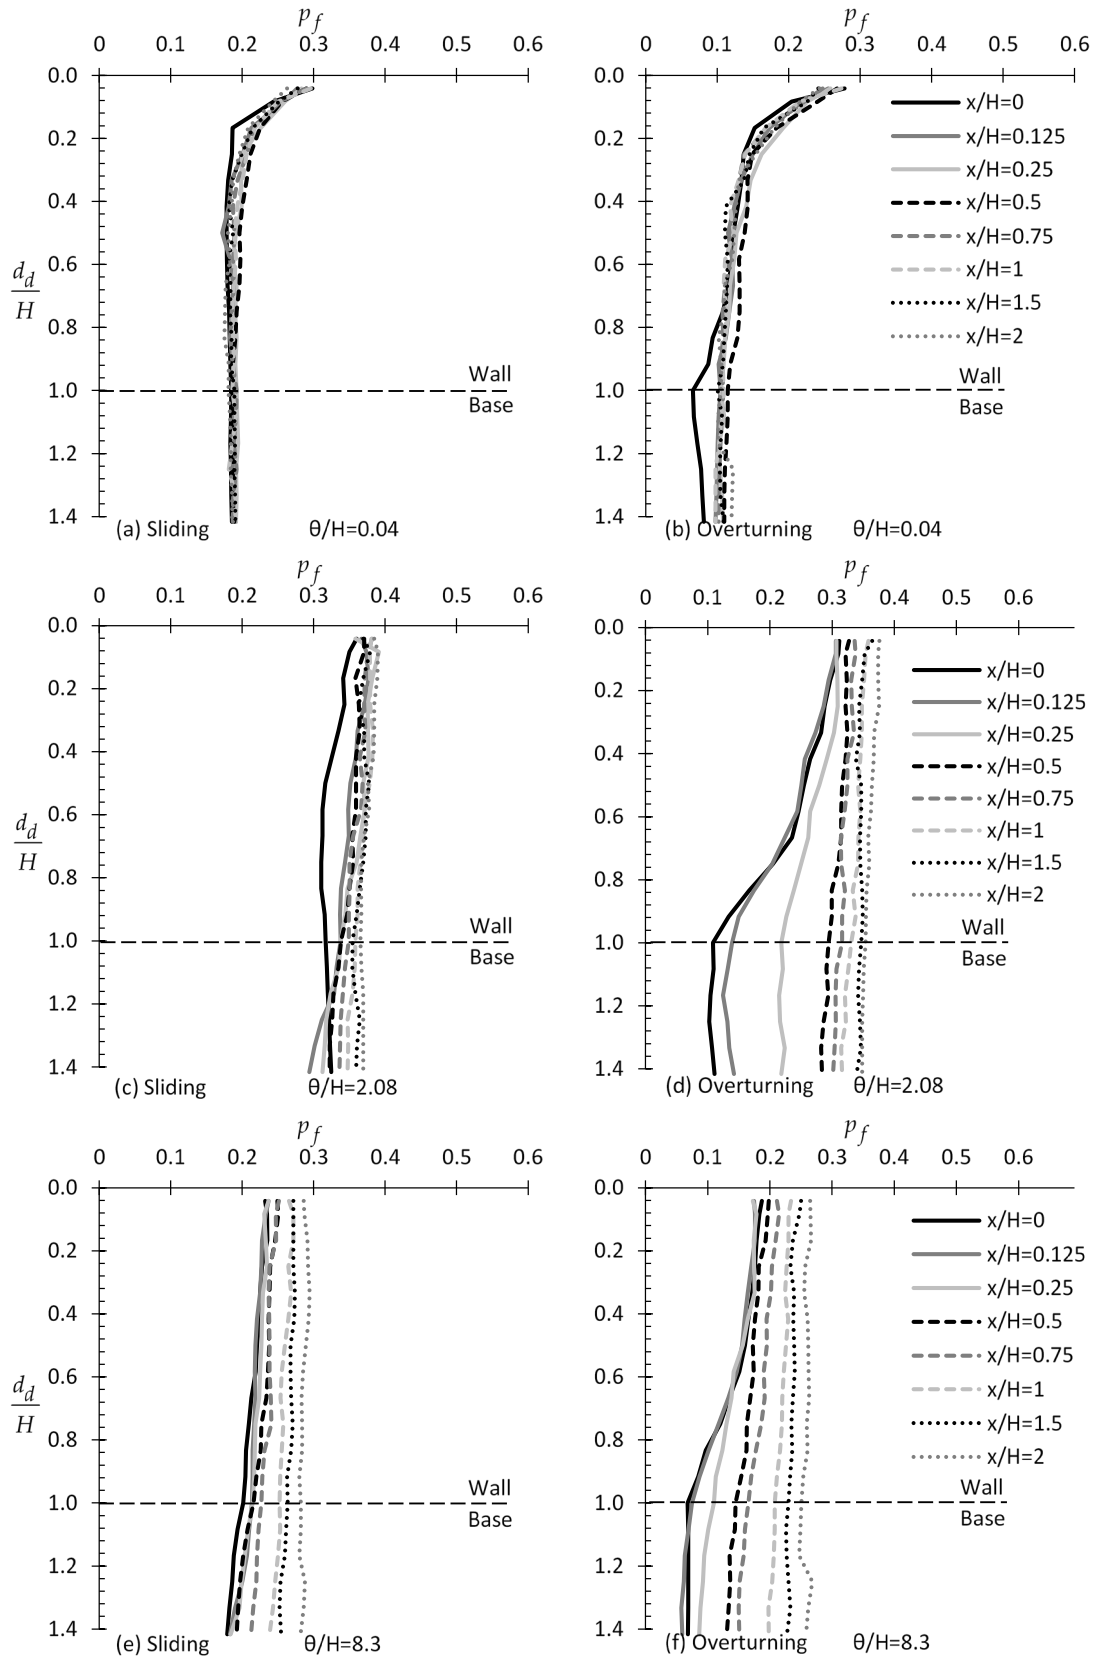 p_f
0 0.1 0.2 0.3 0.4 0.5 0.6
0.0
0.2
0.4
0.6
0.8
1.0
1.2
1.4
d_d
H
Wall
Base
(a) Sliding θ/H=0.04
p_f
0 0.1 0.2 0.3 0.4 0.5 0.6
0.0
0.2
0.4
0.6
0.8
1.0
1.2
1.4
x/H=0
x/H=0.125
x/H=0.25
x/H=0.5
x/H=0.75
x/H=1
x/H=1.5
x/H=2
Wall
Base
(b) Overturning θ/H=0.04
p_f
0 0.1 0.2 0.3 0.4 0.5 0.6
0.0
0.2
0.4
0.6
0.8
1.0
1.2
1.4
d_d
H
Wall
Base
(c) Sliding θ/H=2.08
p_f
0 0.1 0.2 0.3 0.4 0.5 0.6
0.0
0.2
0.4
0.6
0.8
1.0
1.2
1.4
x/H=0
x/H=0.125
x/H=0.25
x/H=0.5
x/H=0.75
x/H=1
x/H=1.5
x/H=2
Wall
Base
(d) Overturning θ/H=2.08
p_f
0 0.1 0.2 0.3 0.4 0.5 0.6
0.0
0.2
0.4
0.6
0.8
1.0
1.2
1.4
d_d
H
Wall
Base
(e) Sliding θ/H=8.3
p_f
0 0.1 0.2 0.3 0.4 0.5 0.6
0.0
0.2
0.4
0.6
0.8
1.0
1.2
1.4
x/H=0
x/H=0.125
x/H=0.25
x/H=0.5
x/H=0.75
x/H=1
x/H=1.5
x/H=2
Wall
Base
(f) Overturning θ/H=8.3